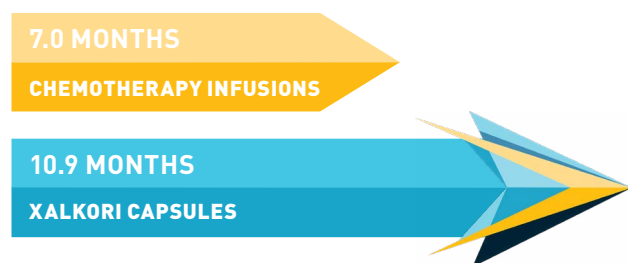 7.0 MONTHS
CHEMOTHERAPY INFUSIONS
10.9 MONTHS
XALKORI CAPSULES